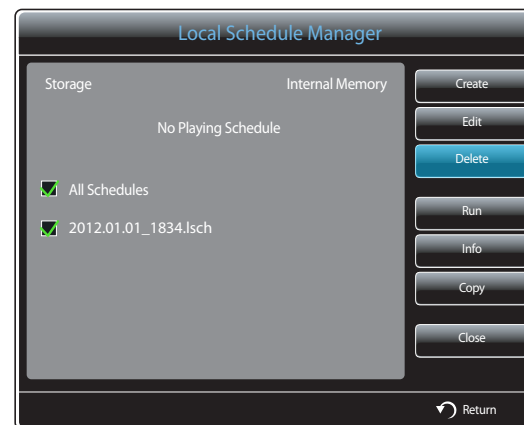 Local Schedule Manager
Storage Internal Memory
No Playing Schedule
All Schedules
2012.01.01_1834.lsch
Create
Edit
Delete
Run
Info
Copy
Close
Return